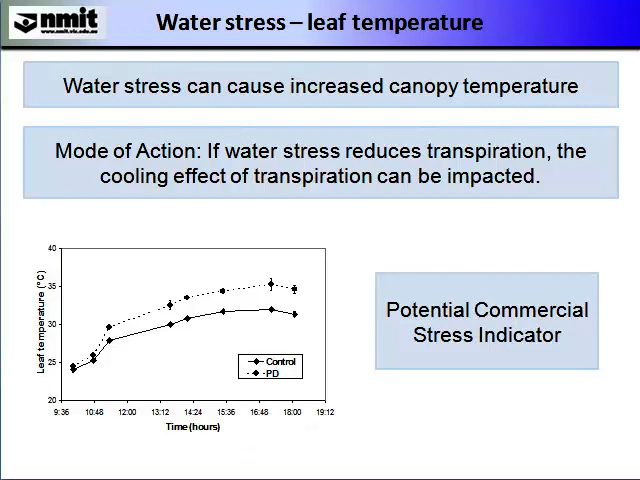 nmit
www.nmit.vic.edu.au
Water stress – leaf temperature
Water stress can cause increased canopy temperature
Mode of Action: If water stress reduces transpiration, the
cooling effect of transpiration can be impacted.
40
35
30
25
20
Leaf temperature (°C)
Control
PD
9:36 10:48 12:00 13:12 14:24 15:36 16:48 18:00 19:12
Time (hours)
Potential Commercial
Stress Indicator